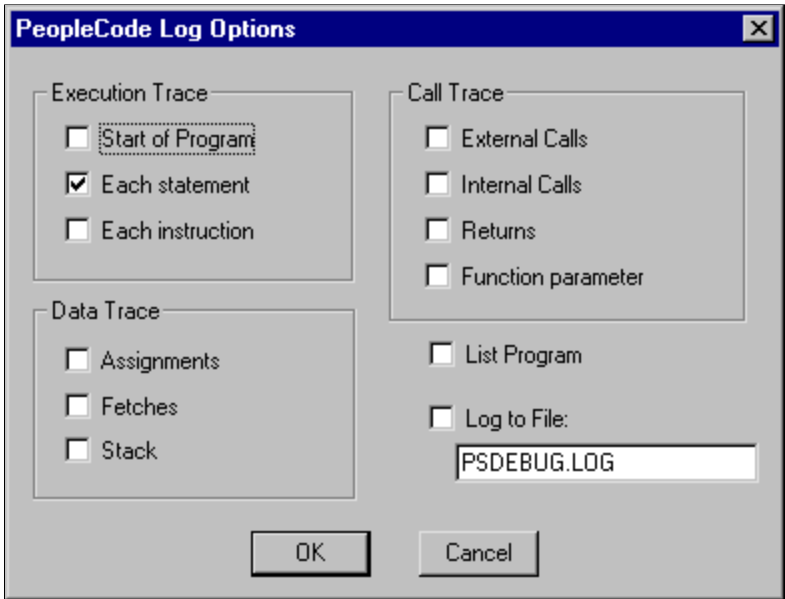 PeopleCode Log Options
Execution Trace
Start of Program
Each statement
Each instruction
Data Trace
Assignments
Fetches
Stack
Call Trace
External Calls
Internal Calls
Returns
Function parameter
List Program
Log to File:
PSDEBUG.LOG
OK
Cancel